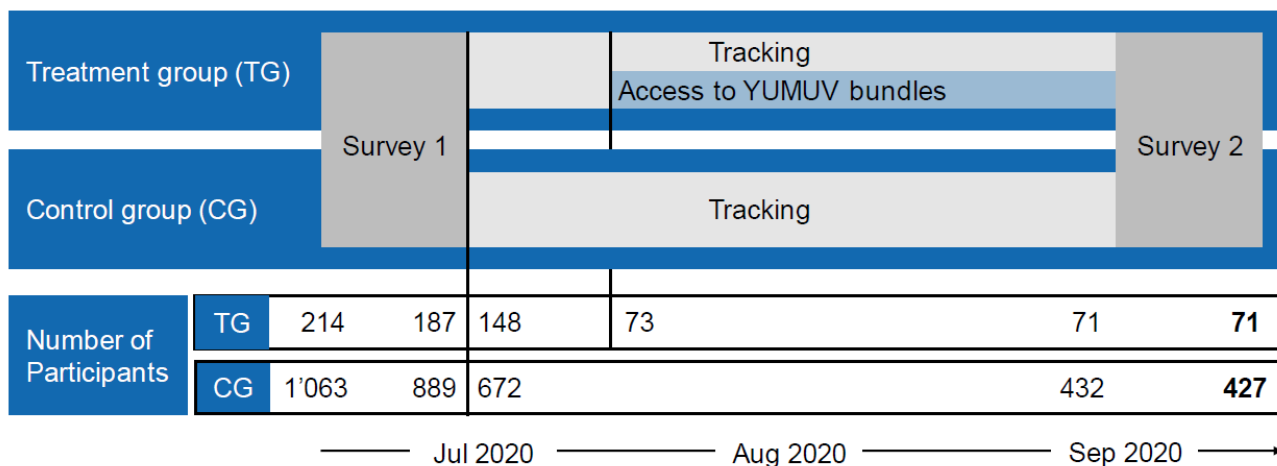 Treatment group (TG)
Tracking
Access to YUMUV bundles
Survey 1
Survey 2
Control group (CG)
Tracking
Number of
Participants
TG 214 187 148 73 71 71
CG 1'063 889 672 432 427
Jul 2020 Aug 2020 Sep 2020